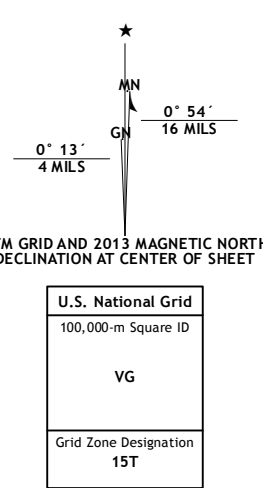 ★
MN
0° 54´
16 MILS
GN
0° 13´
4 MILS
M GRID AND 2013 MAGNETIC NORTH
DECLINATION AT CENTER OF SHEET
U.S. National Grid
100,000-m Square ID
VG
Grid Zone Designation
15T